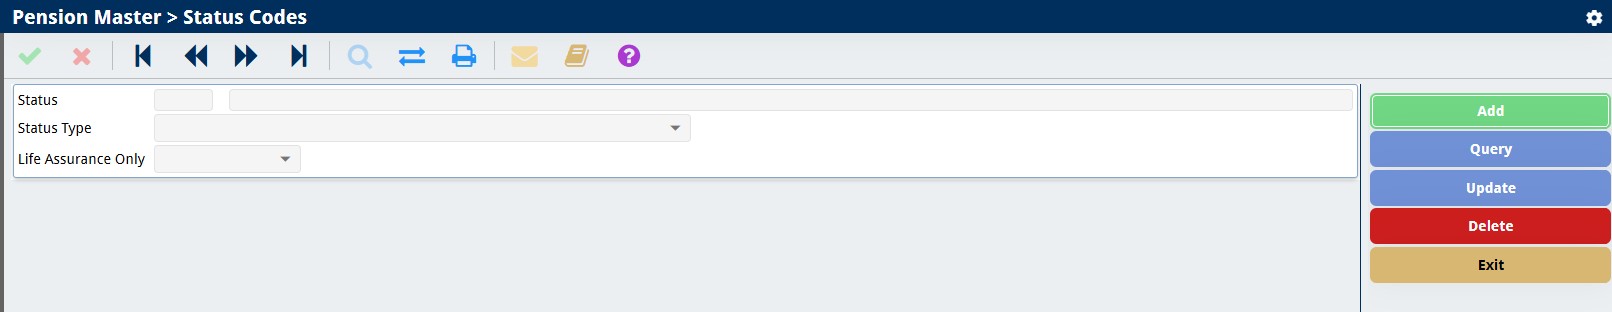 Pension Master > Status Codes
?
Status
Status Type
Life Assurance Only
Add
Query
Update
Delete
Exit